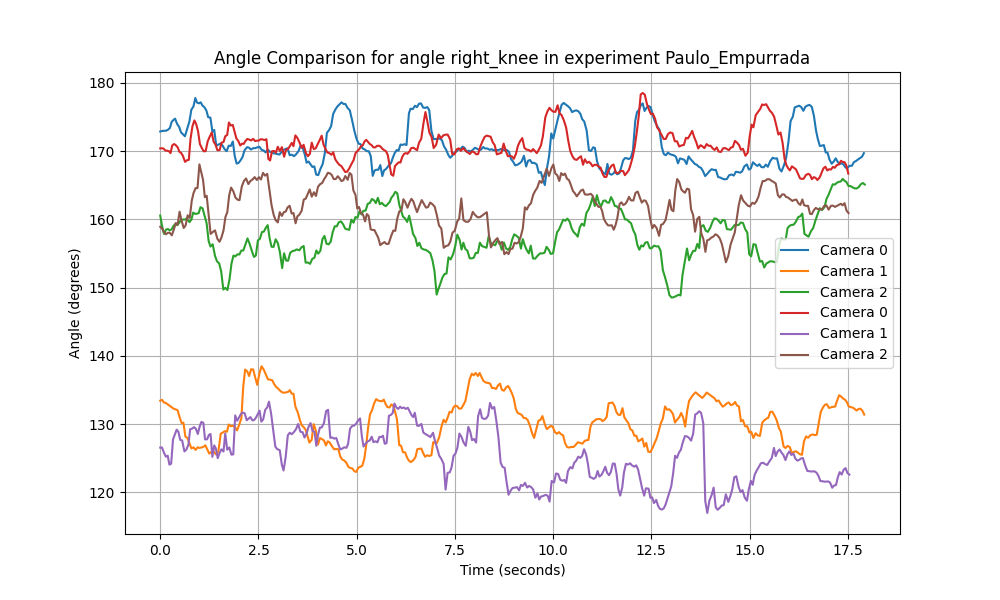 Angle Comparison for angle right_knee in experiment Paulo_Empurrada
180
170
160
150
140
130
120
Angle (degrees)
Camera 0
Camera 1
Camera 2
Camera 0
Camera 1
Camera 2
0.0 2.5 5.0 7.5 10.0 12.5 15.0 17.5
Time (seconds)